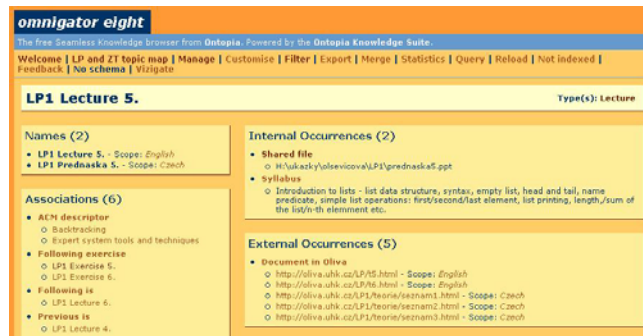 omnigator eight
The free Seamless Knowledge browser from Ontopia. Powered by the Ontopia Knowledge Suite.
Welcome | LP and ZT topic map | Manage | Customise | Filter | Export | Merge | Statistics | Query | Reload | Not indexed |
Feedback | No schema | Vizigate
LP1 Lecture 5.
Type(s): Lecture
Names (2)
LP1 Lecture 5. - Scope: English
LP1 Prednaska 5. - Scope: Czech
Associations (6)
ACM descriptor
Backtracking
Expert system tools and techniques
Following exercise
LP1 Exercise 5.
LP1 Exercise 6.
Following is
LP1 Lecture 6.
Previous is
LP1 Lecture 4.
Internal Occurrences (2)
Shared file
H:\ukazky\olsevicova\LP1\prednaska5.ppt
Syllabus
Introduction to lists - list data structure, syntax, empty list, head and tail, name
predicate, simple list operations: first/second/last element, list printing, length,/sum of
the list/n-th elemment etc.
External Occurrences (5)
Document in Oliva
http://oliva.uhk.cz/LP/t5.html - Scope: English
http://oliva.uhk.cz/LP/t6.html - Scope: English
http://oliva.uhk.cz/LP1/teorie/seznam1.html - Scope: Czech
http://oliva.uhk.cz/LP1/teorie/seznam2.html - Scope: Czech
http://oliva.uhk.cz/LP1/teorie/seznam3.html - Scope: Czech